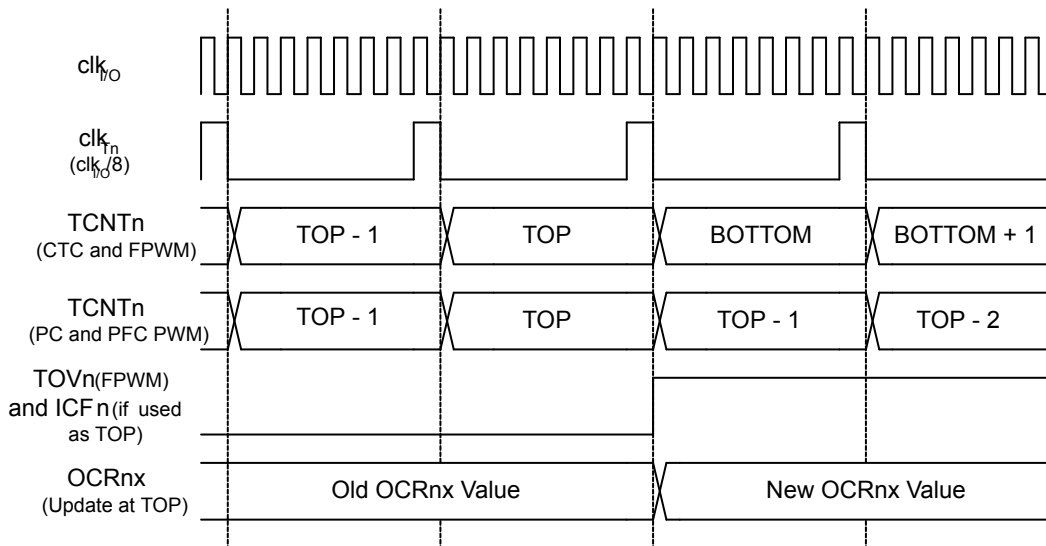 clkI/O
clkTn
(clkI/O/8)
TCNTn
(CTC and FPWM)
TOP - 1
TOP
BOTTOM
BOTTOM + 1
TCNTn
(PC and PFC PWM)
TOP - 1
TOP
TOP - 1
TOP - 2
TOVn(FPWM)
and ICFn(if used
as TOP)
OCRnx
(Update at TOP)
Old OCRnx Value
New OCRnx Value